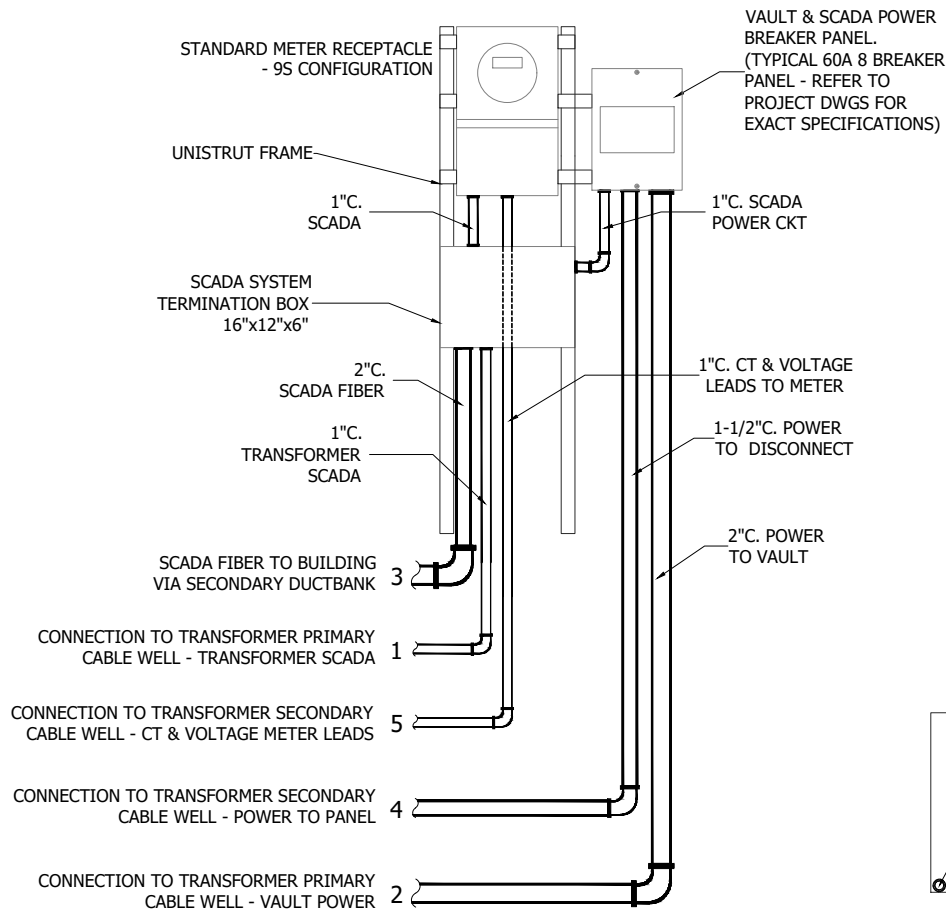 STANDARD METER RECEPTACLE
- 9S CONFIGURATION
VAULT & SCADA POWER
BREAKER PANEL.
(TYPICAL 60A 8 BREAKER
PANEL - REFER TO
PROJECT DWGS FOR
EXACT SPECIFICATIONS)
UNISTRUT FRAME
1"C.
SCADA
1"C. SCADA
POWER CKT
SCADA SYSTEM
TERMINATION BOX
16"x12"x6"
2"C.
SCADA FIBER
1"C. CT & VOLTAGE
LEADS TO METER
1"C.
TRANSFORMER
SCADA
1-1/2"C. POWER
TO DISCONNECT
2"C. POWER
TO VAULT
SCADA FIBER TO BUILDING
VIA SECONDARY DUCTBANK
3
CONNECTION TO TRANSFORMER PRIMARY
CABLE WELL - TRANSFORMER SCADA
1
CONNECTION TO TRANSFORMER SECONDARY
CABLE WELL - CT & VOLTAGE METER LEADS
5
CONNECTION TO TRANSFORMER SECONDARY
CABLE WELL - POWER TO PANEL
4
CONNECTION TO TRANSFORMER PRIMARY
CABLE WELL - VAULT POWER
2